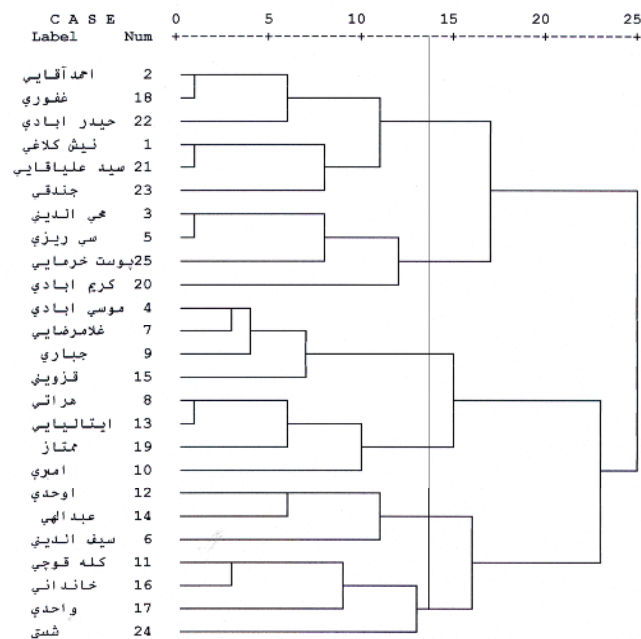 C A S E 0 5 10 15 20 25
Label Num
احمدآقايي 2
غفوري 18
حيدر ابادي 22
نيش كلاغي 1
سيد علياقايي 21
جندقي 23
محي الديني 3
سي ريزي 5
پوست خرمايي 25
كريم ابادي 20
موسي ابادي 4
غلامرضايي 7
جباري 9
قزويني 15
هراتي 8
ايتاليايي 13
ممتاز 19
امري 10
اوحدي 12
عبدالهي 14
سيف الديني 6
كله قوچي 11
خانداني 16
واحدي 17
شستي 24